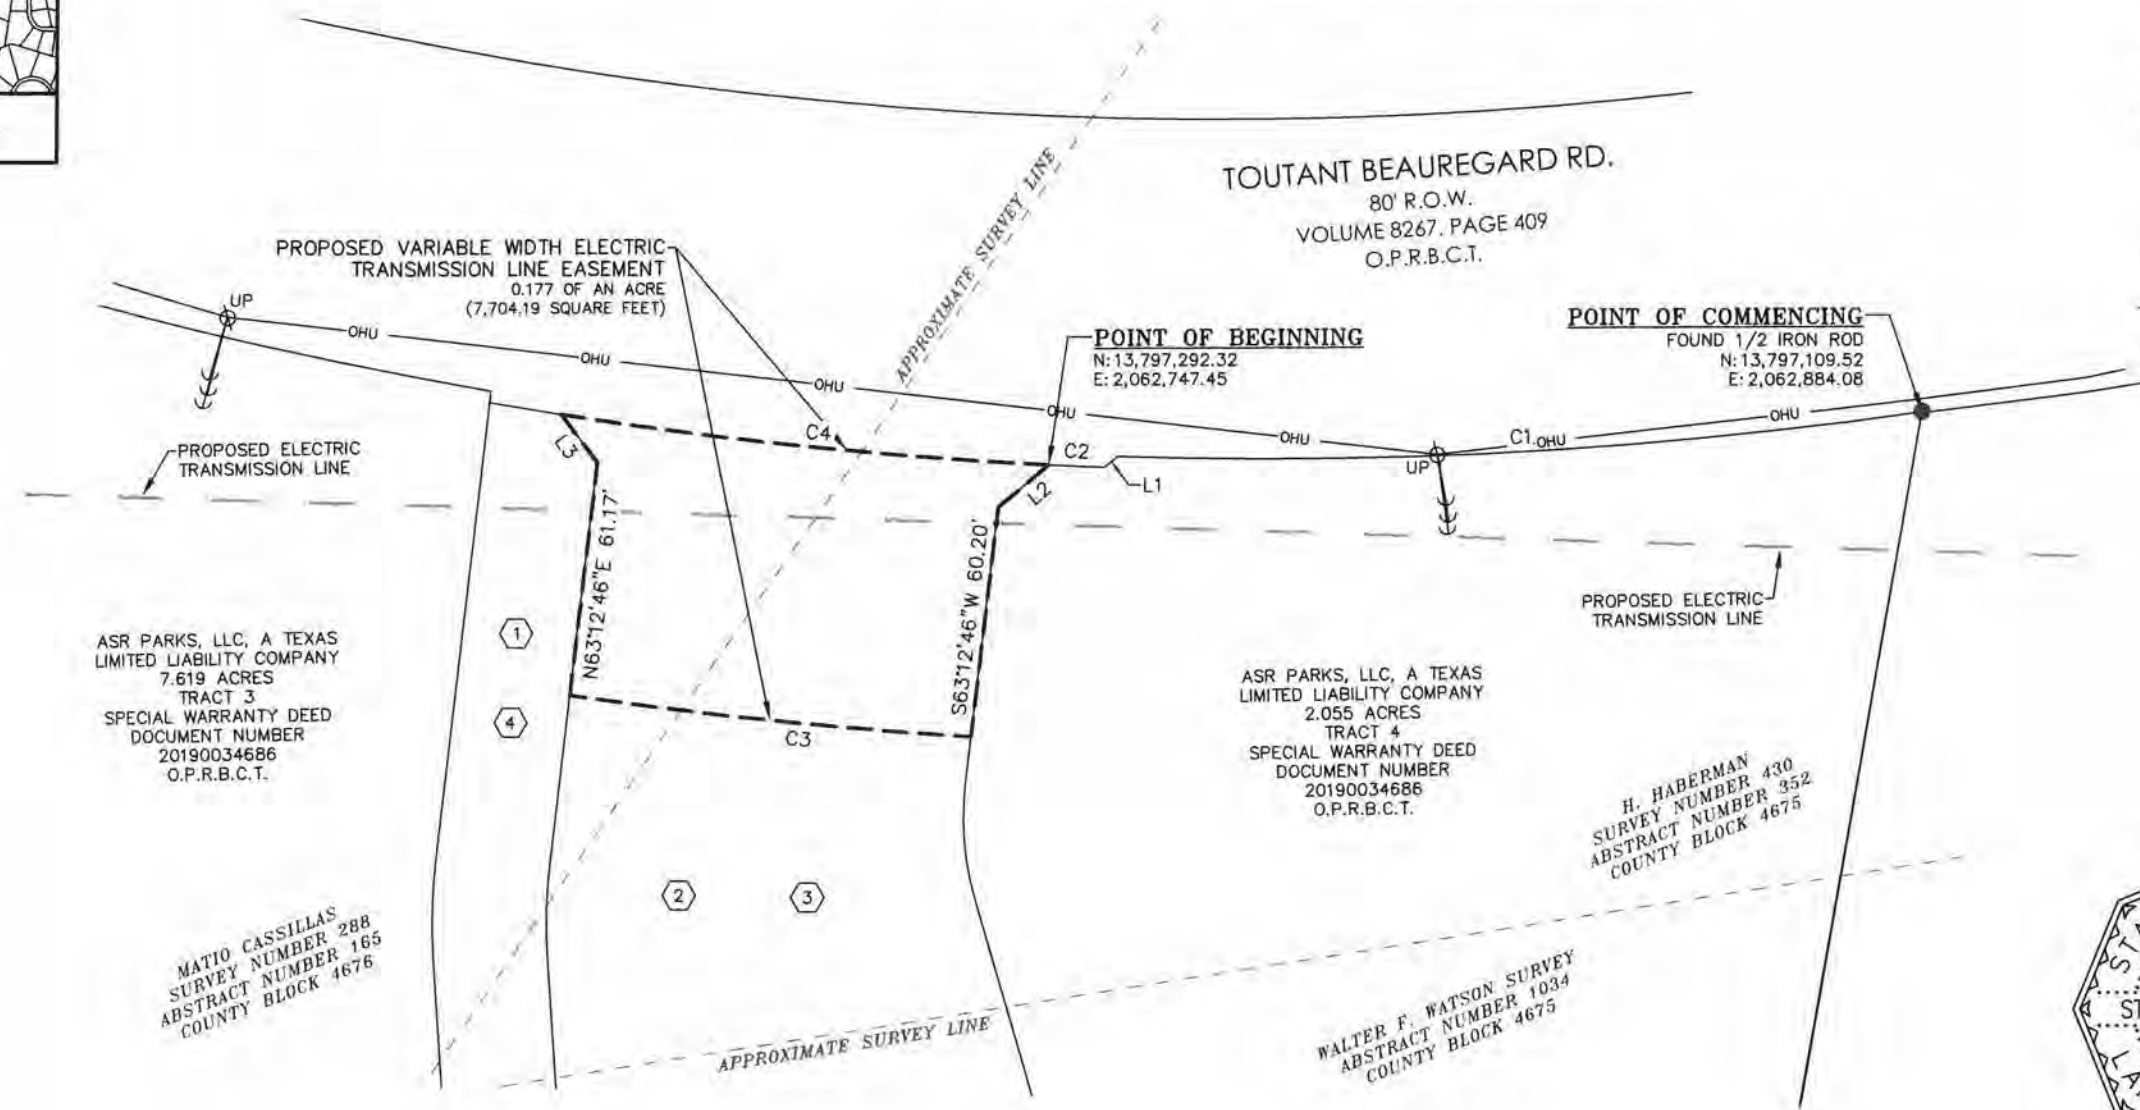 TOUTANT BEAUREGARD RD.
80' R.O.W.
VOLUME 8267. PAGE 409
O.P.R.B.C.T.
APPROXIMATE SURVEY LINE
PROPOSED VARIABLE WIDTH ELECTRIC
TRANSMISSION LINE EASEMENT
0.177 OF AN ACRE
(7,704.19 SQUARE FEET)
UP
OHU
OHU
OHU
OHU
OHU
OHU
OHU
POINT OF BEGINNING
N: 13,797,292.32
E: 2,062,747.45
POINT OF COMMENCING
FOUND 1/2 IRON ROD
N: 13,797,109.52
E: 2,062,884.08
C4
C2
C1
L3
L2
L1
UP
PROPOSED ELECTRIC
TRANSMISSION LINE
N63°12'46"E 61.17'
S63°12'46"W 60.20'
PROPOSED ELECTRIC
TRANSMISSION LINE
1
4
C3
ASR PARKS, LLC, A TEXAS
LIMITED LIABILITY COMPANY
7.619 ACRES
TRACT 3
SPECIAL WARRANTY DEED
DOCUMENT NUMBER
20190034686
O.P.R.B.C.T.
ASR PARKS, LLC, A TEXAS
LIMITED LIABILITY COMPANY
2.055 ACRES
TRACT 4
SPECIAL WARRANTY DEED
DOCUMENT NUMBER
20190034686
O.P.R.B.C.T.
H. HABERMAN
SURVEY NUMBER 430
ABSTRACT NUMBER 352
COUNTY BLOCK 4675
2
3
MATIO CASSILLAS
SURVEY NUMBER 288
ABSTRACT NUMBER 165
COUNTY BLOCK 4676
APPROXIMATE SURVEY LINE
WALTER F. WATSON SURVEY
ABSTRACT NUMBER 1034
COUNTY BLOCK 4675